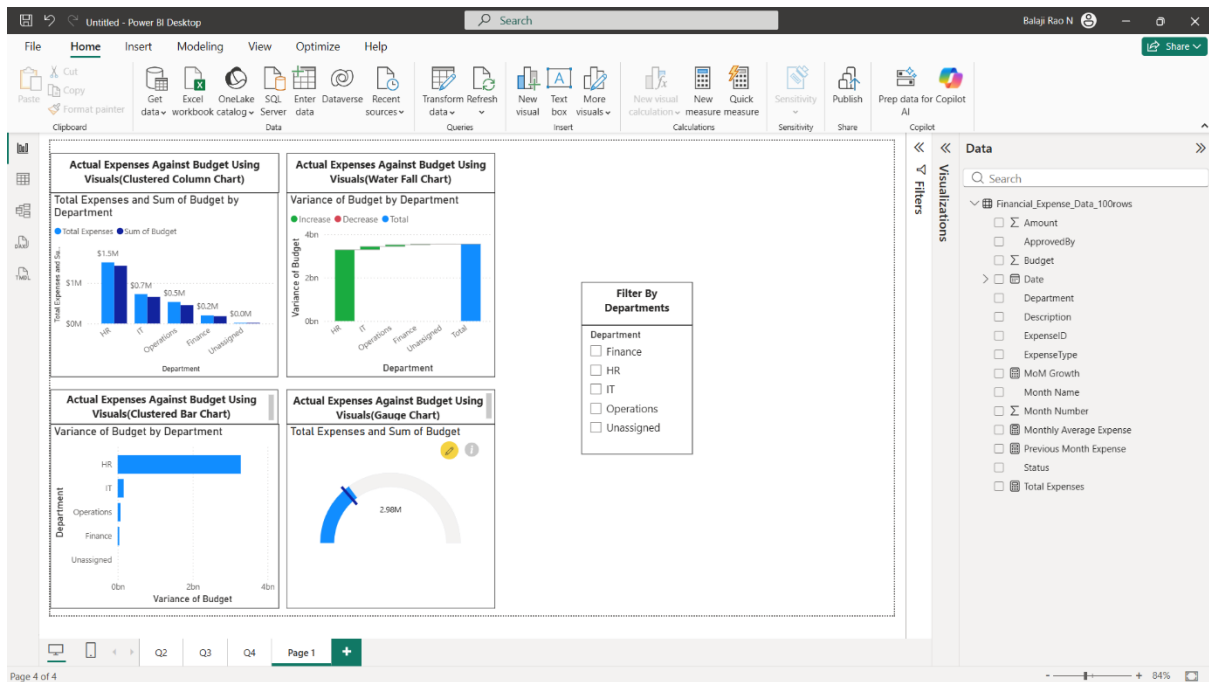 Untitled - Power BI Desktop
Search
Balaji Rao N
File Home Insert Modeling View Optimize Help
Share
Paste
Cut
Copy
Format painter
Clipboard
Get data
Excel workbook
OneLake catalog
SQL Server
Enter data
Dataverse
Recent sources
Data
Transform data
Refresh
Queries
New visual
Text box
More visuals
Insert
New visual calculation
New measure
Quick measure
Calculations
Sensitivity
Sensitivity
Publish
Share
Prep data for AI
Copilot
Copilot
TMDL
Actual Expenses Against Budget Using
Visuals(Clustered Column Chart)
Total Expenses and Sum of Budget by
Department
Total Expenses Sum of Budget
Total Expenses and Su...
$1M
$0M
$1.5M
$0.7M
$0.5M
$0.2M
$0.0M
HR
IT
Operations
Finance
Unassigned
Department
Actual Expenses Against Budget Using
Visuals(Water Fall Chart)
Variance of Budget by Department
Increase Decrease Total
Variance of Budget
4bn
2bn
0bn
HR
IT
Operations
Finance
Unassigned
Total
Department
Actual Expenses Against Budget Using
Visuals(Clustered Bar Chart)
Variance of Budget by Department
Department
HR
IT
Operations
Finance
Unassigned
0bn 2bn 4bn
Variance of Budget
Actual Expenses Against Budget Using
Visuals(Gauge Chart)
Total Expenses and Sum of Budget
2.98M
Filter By
Departments
Department
Finance
HR
IT
Operations
Unassigned
Filters
Visualizations
Data
Search
Financial_Expense_Data_100rows
Amount
ApprovedBy
Budget
Date
Department
Description
ExpenseID
ExpenseType
MoM Growth
Month Name
Month Number
Monthly Average Expense
Previous Month Expense
Status
Total Expenses
Q2 Q3 Q4 Page 1
Page 4 of 4
84%